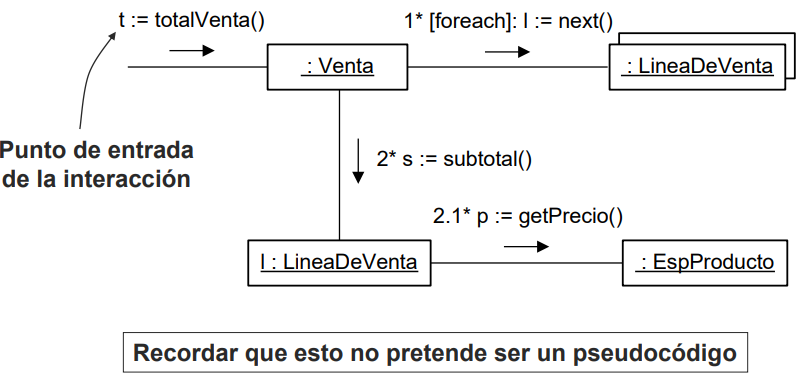 t := totalVenta()
1* [foreach]: l := next()
: Venta
: LineaDeVenta
Punto de entrada
de la interacción
2* s := subtotal()
2.1* p := getPrecio()
l : LineaDeVenta
: EspProducto
Recordar que esto no pretende ser un pseudocódigo